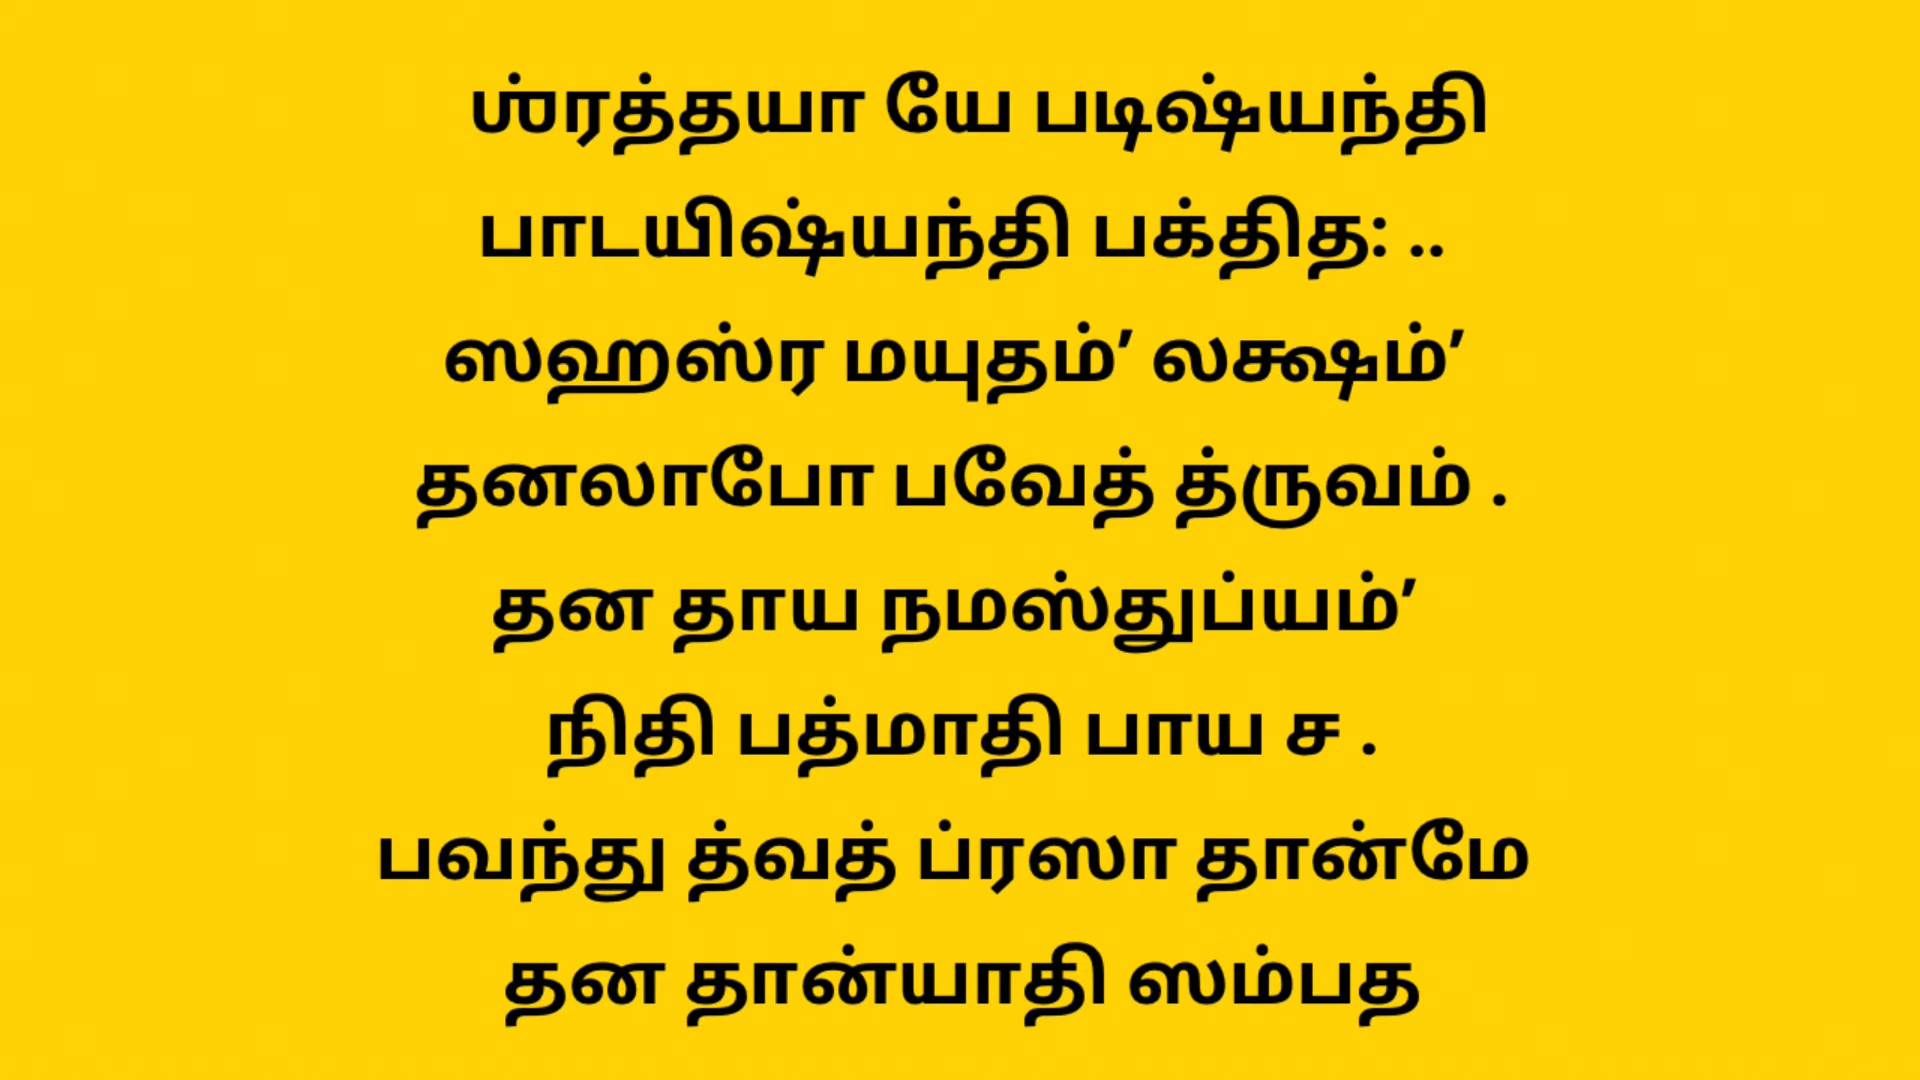 ஶ்ரத்தயா யே படிஷ்யந்தி
பாடயிஷ்யந்தி பக்தித: ..
ஸஹஸ்ர மயுதம்’ லக்ஷம்’
தனலாபோ பவேத் த்ருவம் .
தன தாய நமஸ்துப்யம்’
நிதி பத்மாதி பாய ச .
பவந்து த்வத் ப்ரஸா தான்மே
தன தான்யாதி ஸம்பத